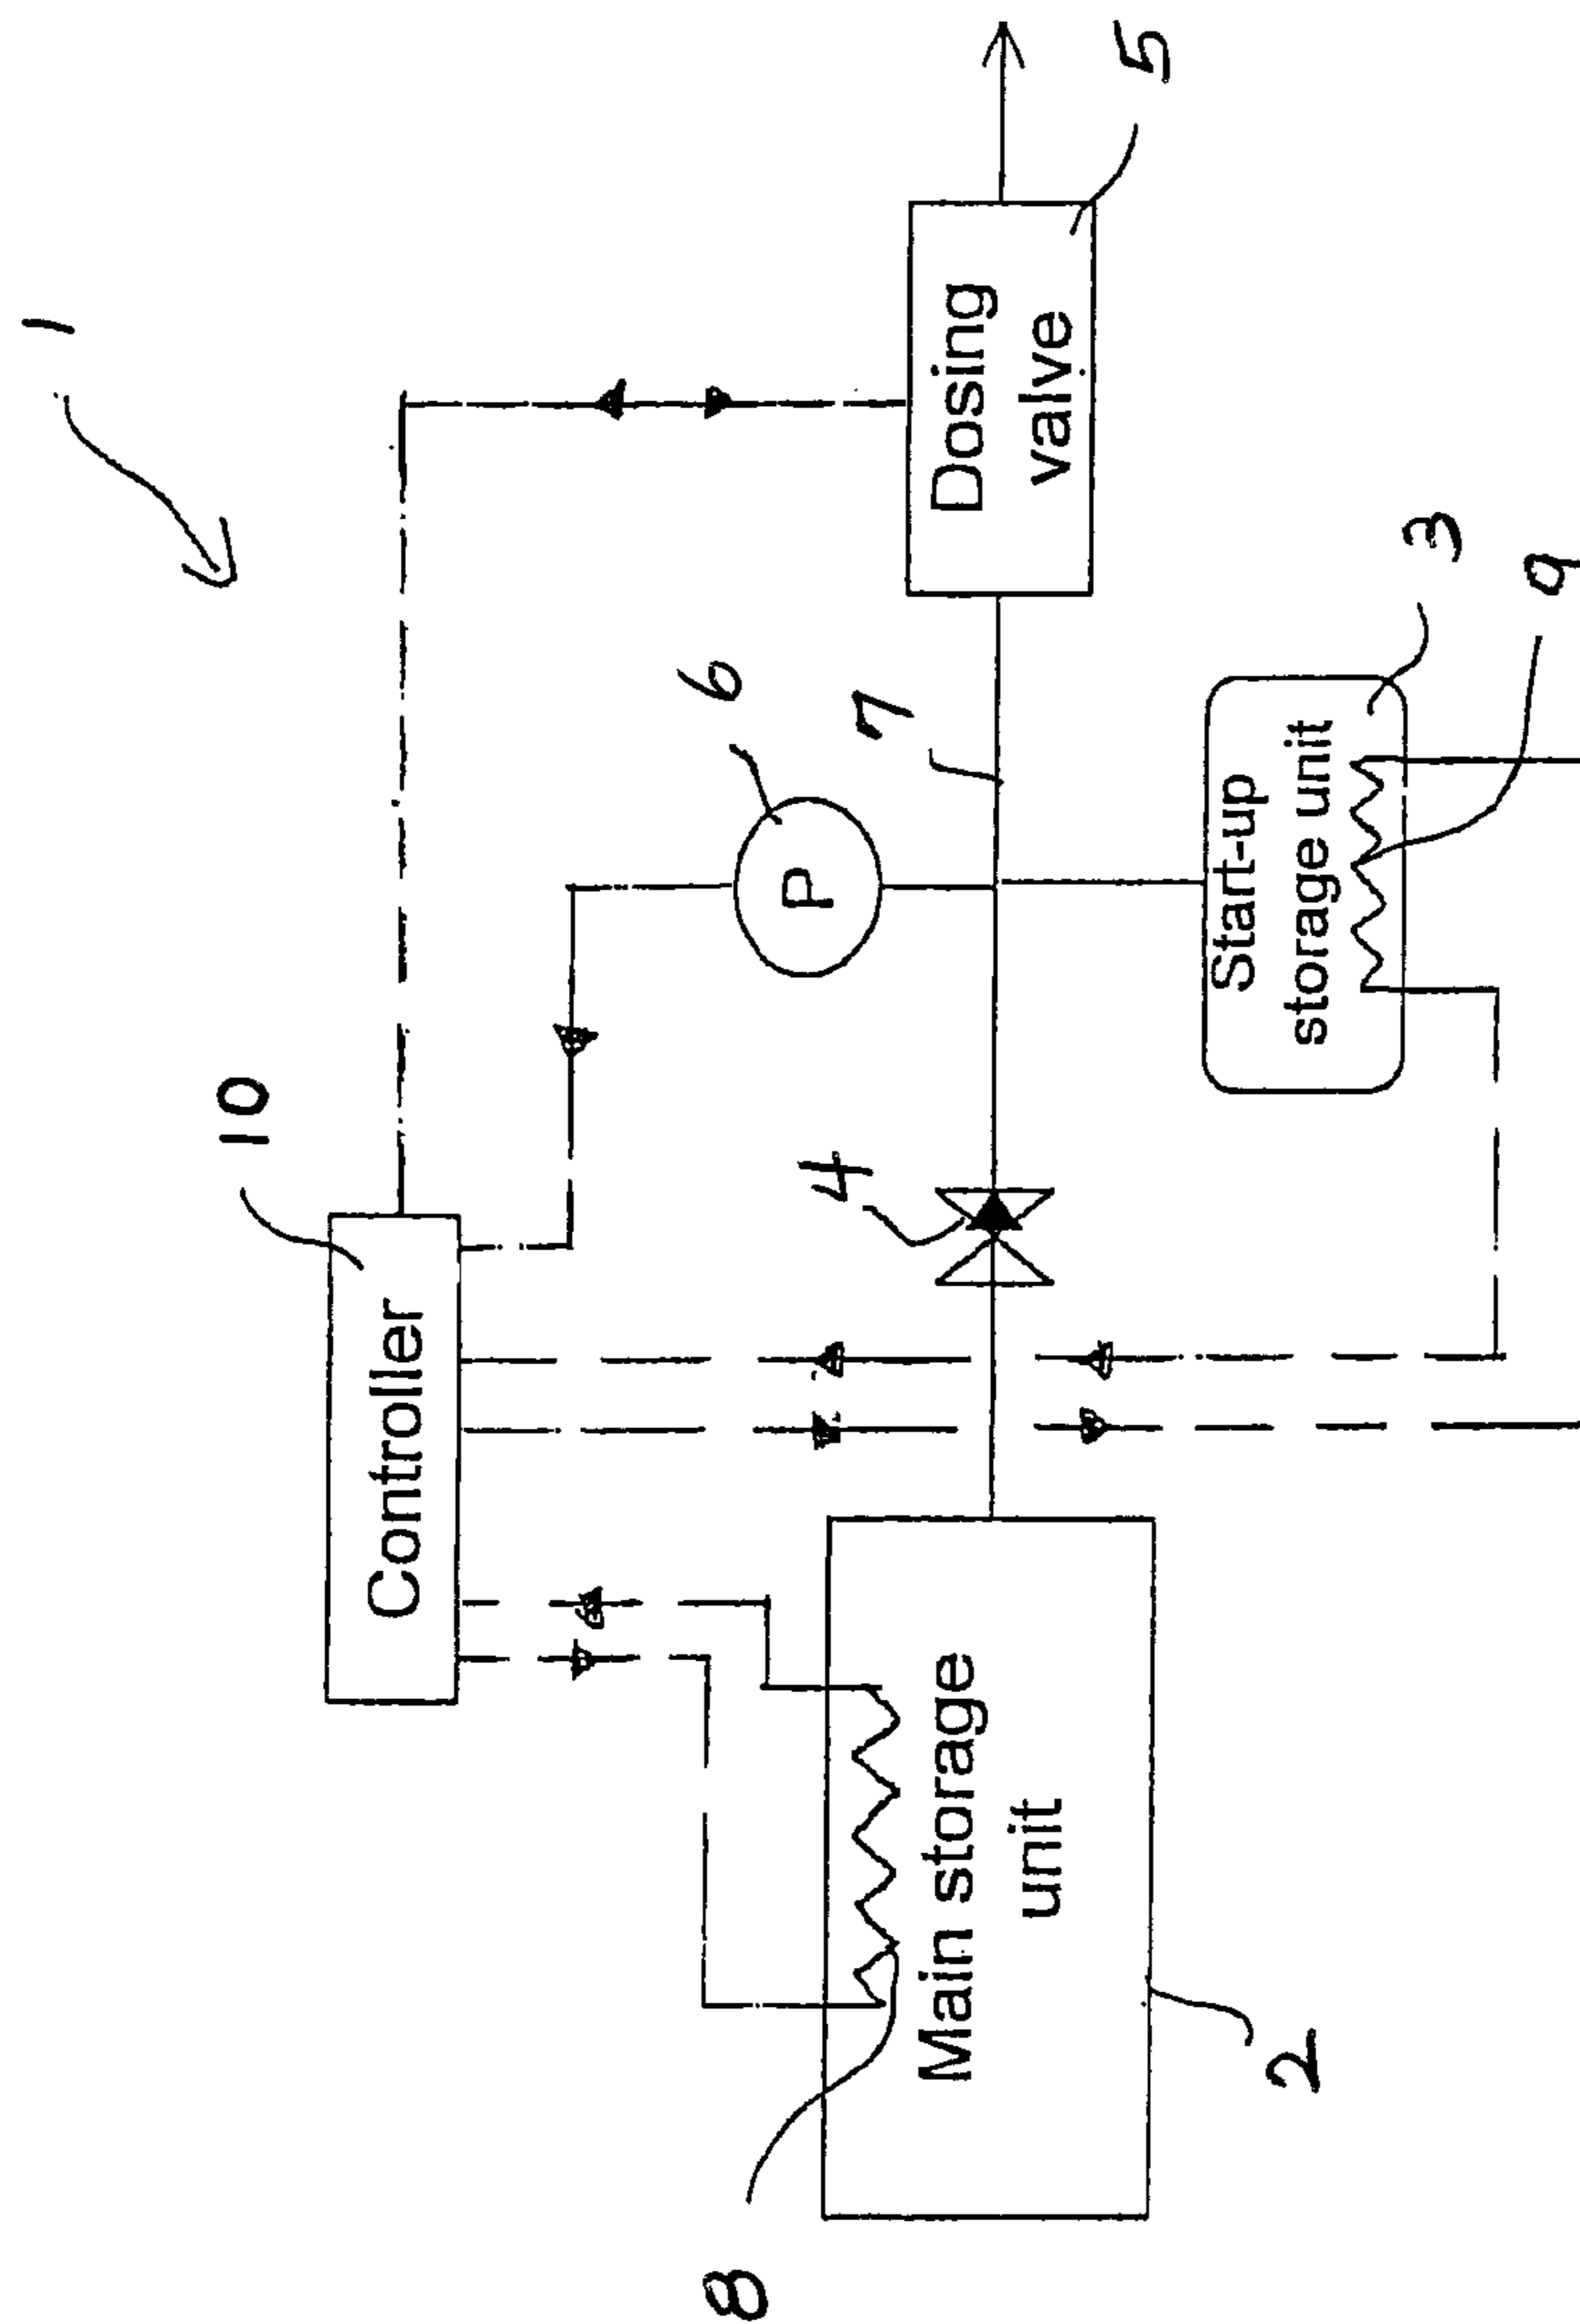 1
10
Controller
6
P
7
Dosing
valve
5
4
8
Main storage
unit
2
Start-up
storage unit
3
9